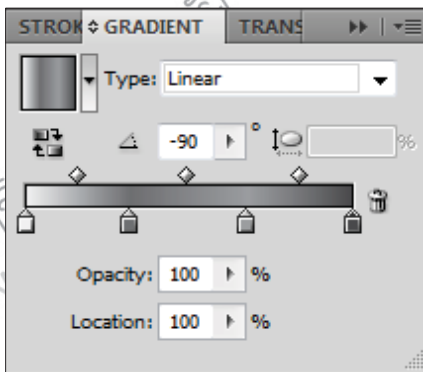 STROK GRADIENT TRANS
Type: Linear
-90 ° %
Opacity: 100 %
Location: 100 %